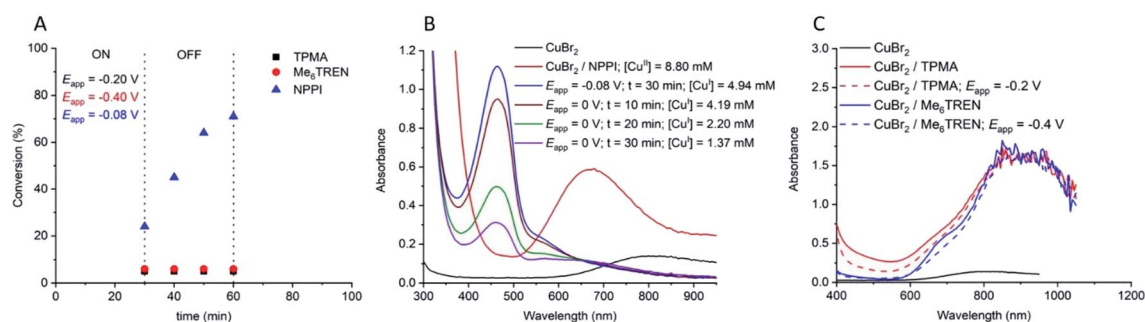 A
ON
OFF
E_app = -0.20 V
E_app = -0.40 V
E_app = -0.08 V
TPMA
Me₆TREN
NPPI
Conversion (%)
100
80
60
40
20
0
0 20 40 60 80 100
time (min)
B
CuBr₂
CuBr₂ / NPPI; [Cuᴵᴵ] = 8.80 mM
E_app = -0.08 V; t = 30 min; [Cuᴵ] = 4.94 mM
E_app = 0 V; t = 10 min; [Cuᴵ] = 4.19 mM
E_app = 0 V; t = 20 min; [Cuᴵ] = 2.20 mM
E_app = 0 V; t = 30 min; [Cuᴵ] = 1.37 mM
Absorbance
1.2
1.0
0.8
0.6
0.4
0.2
0.0
300 400 500 600 700 800 900
Wavelength (nm)
C
CuBr₂
CuBr₂ / TPMA
CuBr₂ / TPMA; E_app = -0.2 V
CuBr₂ / Me₆TREN
CuBr₂ / Me₆TREN; E_app = -0.4 V
Absorbance
3.0
2.5
2.0
1.5
1.0
0.5
0.0
400 600 800 1000 1200
Wavelength (nm)